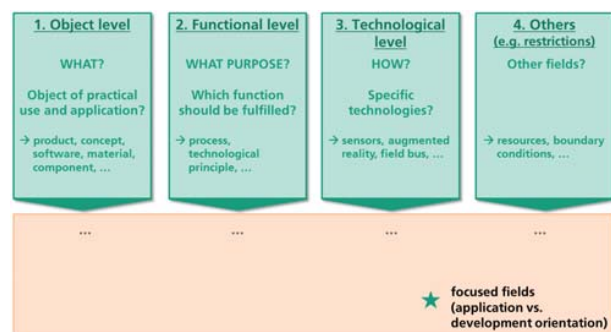 1. Object level
WHAT?
Object of practical
use and application?
→ product, concept,
software, material,
component, ...
...
2. Functional level
WHAT PURPOSE?
Which function
should be fulfilled?
→ process,
technological
principle, ...
...
3. Technological
level
HOW?
Specific
technologies?
→ sensors, augmented
reality, field bus, ...
...
4. Others
(e.g. restrictions)
Other fields?
→ resources, boundary
conditions, ...
...
focused fields
(application vs.
development orientation)